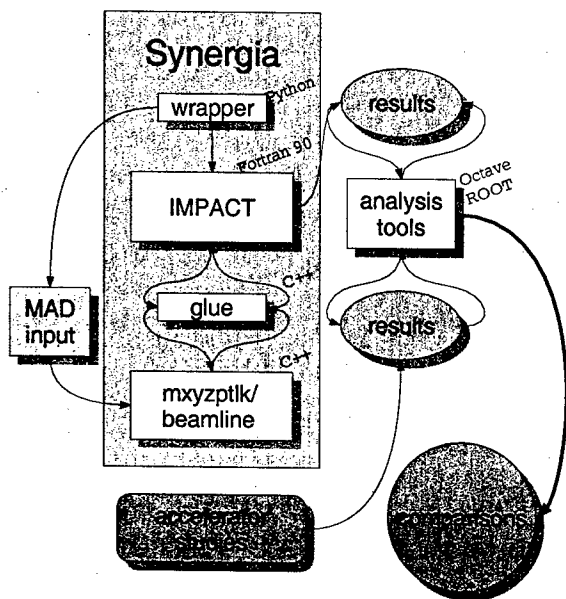 Synergia
wrapper
Python
results
Fortran 90
IMPACT
analysis
tools
Octave
ROOT
C++
glue
MAD
input
results
C++
mxyzptlk/
beamline
accelerator
studies
comparisons